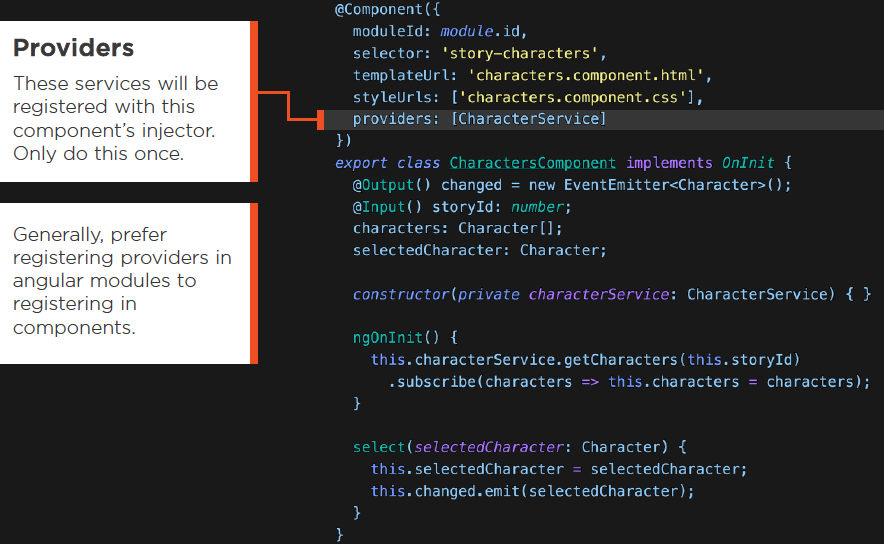 Providers
These services will be
registered with this
component's injector.
Only do this once.
Generally, prefer
registering providers in
angular modules to
registering in
components.
@Component({
  moduleId: module.id,
  selector: 'story-characters',
  templateUrl: 'characters.component.html',
  styleUrls: ['characters.component.css'],
  providers: [CharacterService]
})
export class CharactersComponent implements OnInit {
  @Output() changed = new EventEmitter<Character>();
  @Input() storyId: number;
  characters: Character[];
  selectedCharacter: Character;

  constructor(private characterService: CharacterService) { }

  ngOnInit() {
    this.characterService.getCharacters(this.storyId)
      .subscribe(characters => this.characters = characters);
  }

  select(selectedCharacter: Character) {
    this.selectedCharacter = selectedCharacter;
    this.changed.emit(selectedCharacter);
  }
}